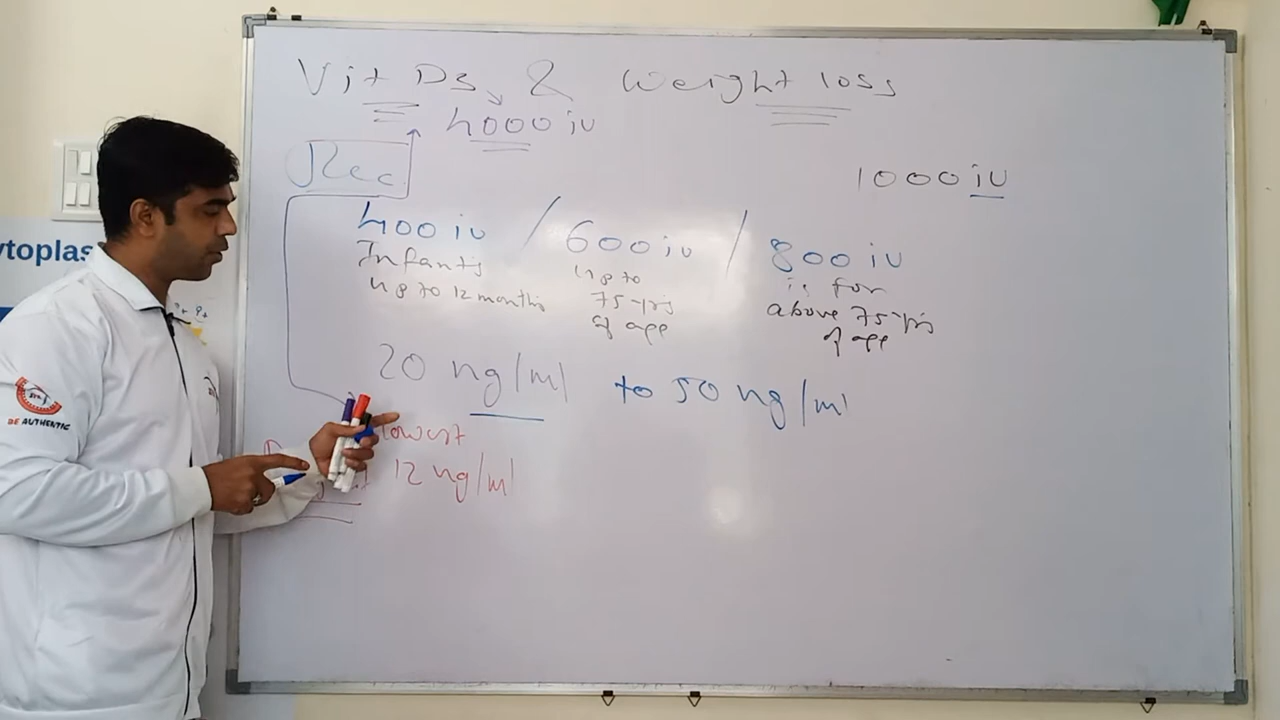 Vit D3 & Weight loss
4000 iu
Rec.
1000 iu
400 iu / 600 iu / 800 iu
Infants
up to 12 months
up to
75-yrs
of age
is for
above 75-yrs
of age
20 ng/ml to 50 ng/ml
lowest
12 ng/ml
ytoplas
DE AUTHENTIC